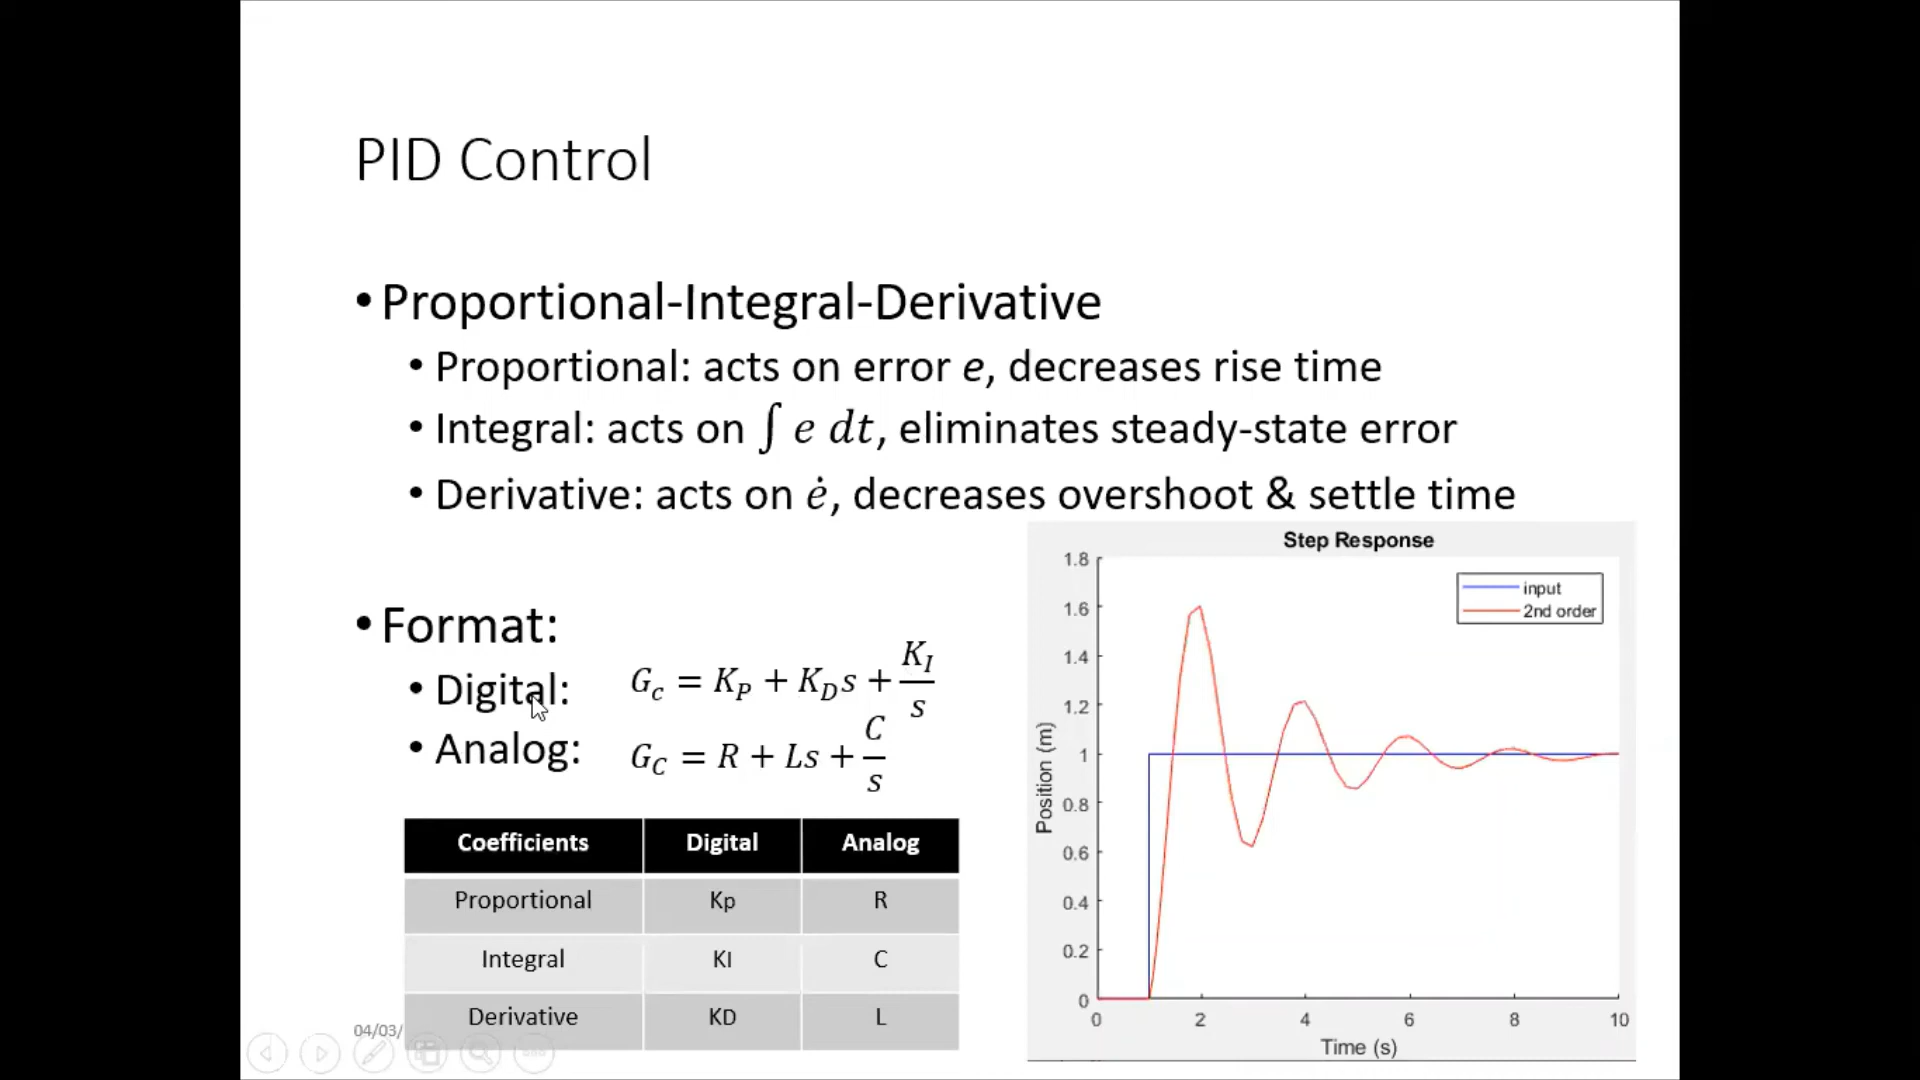 PID Control
• Proportional-Integral-Derivative
• Proportional: acts on error e, decreases rise time
• Integral: acts on ∫ e dt, eliminates steady-state error
• Derivative: acts on ė, decreases overshoot & settle time
• Format:
• Digital: G_c = K_P + K_D s + K_I/s
• Analog: G_C = R + Ls + C/s
Coefficients Digital Analog
Proportional Kp R
Integral KI C
Derivative KD L
04/03/
Step Response
input
2nd order
Position (m)
1.8
1.6
1.4
1.2
1
0.8
0.6
0.4
0.2
0
0 2 4 6 8 10
Time (s)